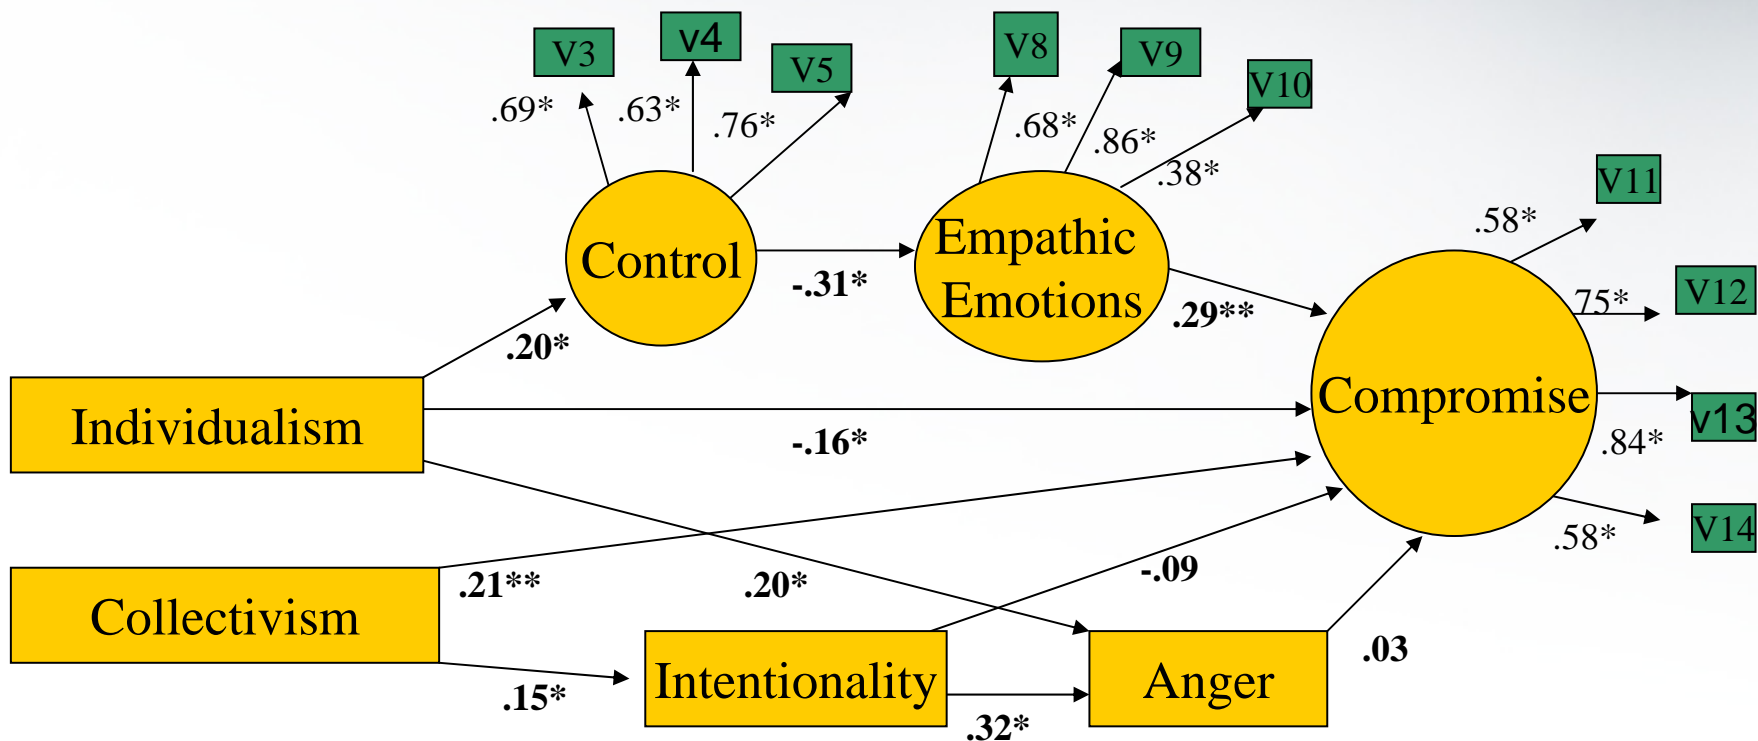 V3
v4
V5
V8
V9
V10
.69*
.63*
.76*
.68*
.86*
.38*
V11
.58*
Control
Empathic
Emotions
-.31*
.29**
V12
.75*
.20*
Individualism
-.16*
Compromise
v13
.84*
V14
.58*
Collectivism
.21**
.20*
-.09
.15*
Intentionality
.32*
Anger
.03